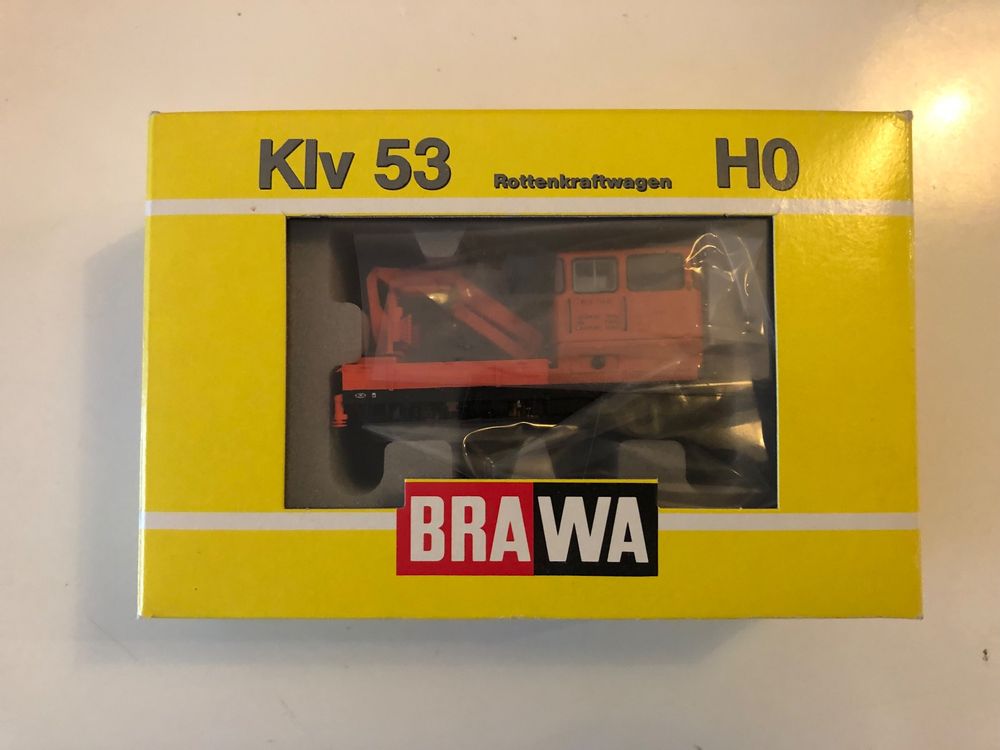 Klv 53 Rottenkraftwagen H0
BRAWA